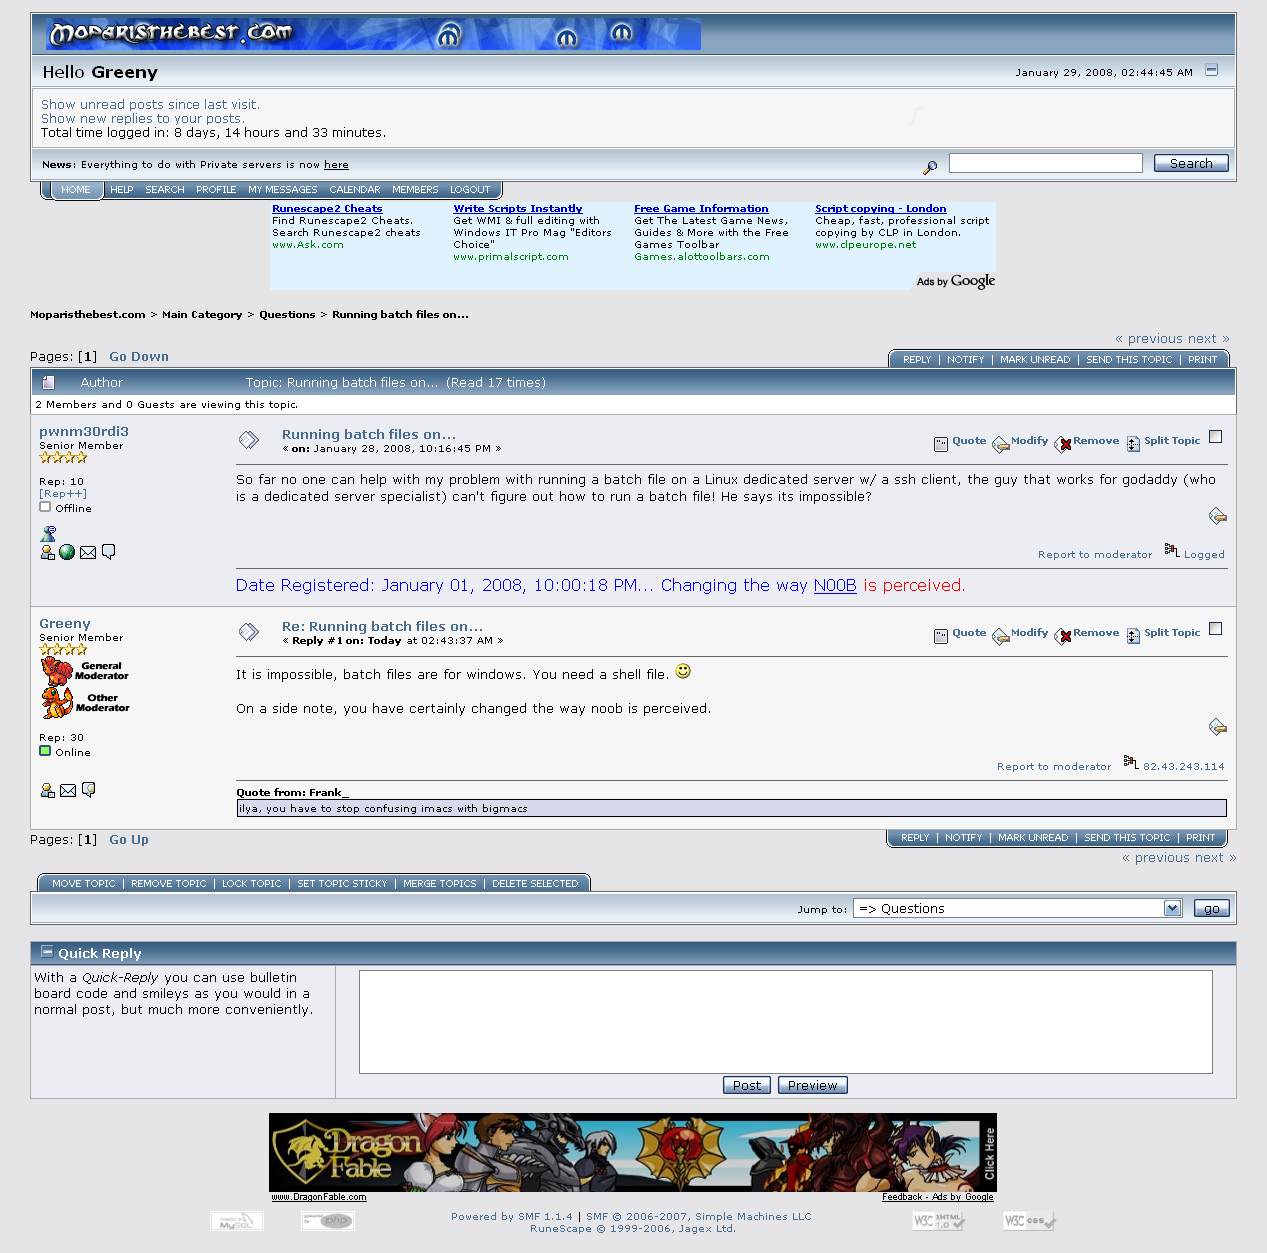 Moparisthebest.com
Hello Greeny
January 29, 2008, 02:44:45 AM
Show unread posts since last visit.
Show new replies to your posts.
Total time logged in: 8 days, 14 hours and 33 minutes.
News: Everything to do with Private servers is now here
Search
HOME HELP SEARCH PROFILE MY MESSAGES CALENDAR MEMBERS LOGOUT
Runescape2 Cheats
Find Runescape2 Cheats.
Search Runescape2 cheats
www.Ask.com
Write Scripts Instantly
Get WMI & full editing with
Windows IT Pro Mag "Editors
Choice"
www.primalscript.com
Free Game Information
Get The Latest Game News,
Guides & More with the Free
Games Toolbar
Games.alottoolbars.com
Script copying - London
Cheap, fast, professional script
copying by CLP in London.
www.clpeurope.net
Ads by Google
Moparisthebest.com > Main Category > Questions > Running batch files on...
« previous next »
Pages: [1] Go Down
REPLY | NOTIFY | MARK UNREAD | SEND THIS TOPIC | PRINT
Author Topic: Running batch files on... (Read 17 times)
2 Members and 0 Guests are viewing this topic.
pwnm30rdi3
Senior Member
Rep: 10
[Rep++]
Offline
Running batch files on...
« on: January 28, 2008, 10:16:45 PM »
Quote Modify Remove Split Topic
So far no one can help with my problem with running a batch file on a Linux dedicated server w/ a ssh client, the guy that works for godaddy (who
is a dedicated server specialist) can't figure out how to run a batch file! He says its impossible?
Report to moderator Logged
Date Registered: January 01, 2008, 10:00:18 PM... Changing the way N00B is perceived.
Greeny
Senior Member
General
Moderator
Other
Moderator
Rep: 30
Online
Re: Running batch files on...
« Reply #1 on: Today at 02:43:37 AM »
Quote Modify Remove Split Topic
It is impossible, batch files are for windows. You need a shell file.
On a side note, you have certainly changed the way noob is perceived.
Report to moderator 82.43.243.114
Quote from: Frank_
ilya, you have to stop confusing imacs with bigmacs
Pages: [1] Go Up
REPLY | NOTIFY | MARK UNREAD | SEND THIS TOPIC | PRINT
« previous next »
MOVE TOPIC | REMOVE TOPIC | LOCK TOPIC | SET TOPIC STICKY | MERGE TOPICS | DELETE SELECTED
Jump to: => Questions go
Quick Reply
With a Quick-Reply you can use bulletin
board code and smileys as you would in a
normal post, but much more conveniently.
Post Preview
Dragon
Fable
Click Here
www.DragonFable.com
Feedback - Ads by Google
MySQL
powered by php
Powered by SMF 1.1.4 | SMF © 2006-2007, Simple Machines LLC
RuneScape © 1999-2006, Jagex Ltd.
W3C XHTML 1.0
W3C css